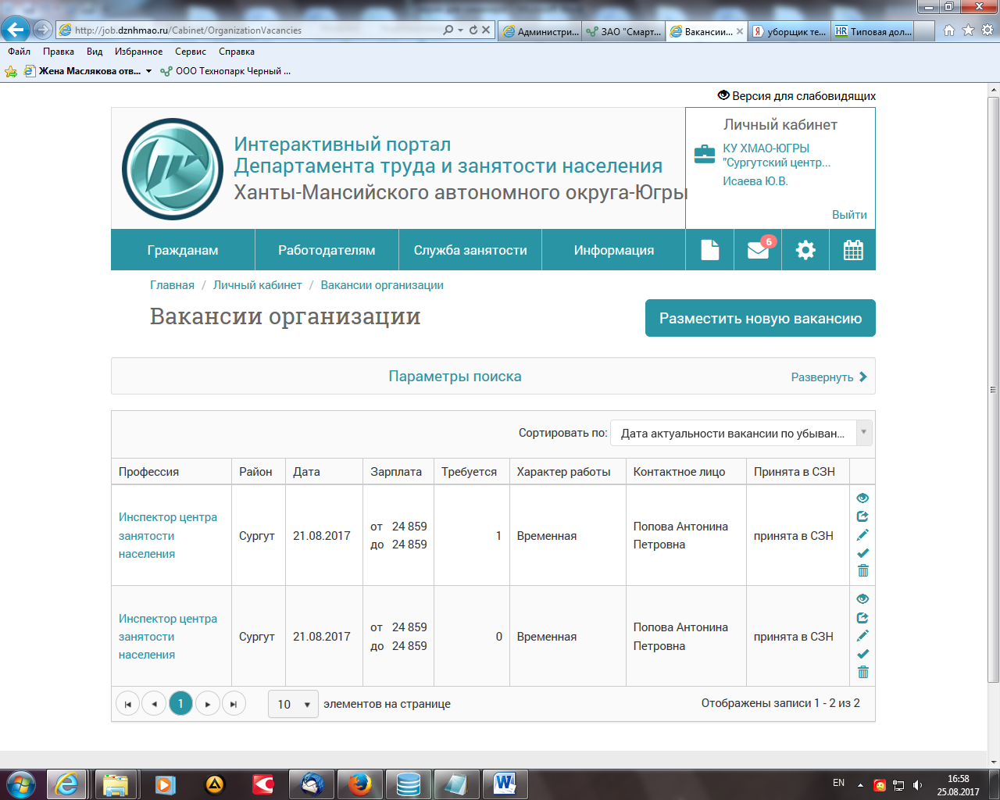 http://job.dznhmao.ru/Cabinet/OrganizationVacancies
Администри...
ЗАО "Смарт...
Вакансии...
уборщик те...
Типовая дол...
Файл Правка Вид Избранное Сервис Справка
Жена Маслякова отв...
ООО Технопарк Черный ...
Версия для слабовидящих
Интерактивный портал
Департамента труда и занятости населения
Ханты-Мансийского автономного округа-Югры
Личный кабинет
КУ ХМАО-ЮГРЫ
"Сургутский центр...
Исаева Ю.В.
Выйти
Гражданам Работодателям Служба занятости Информация 6
Главная / Личный кабинет / Вакансии организации
Вакансии организации
Разместить новую вакансию
Параметры поиска
Развернуть
Сортировать по: Дата актуальности вакансии по убыван...
Профессия Район Дата Зарплата Требуется Характер работы Контактное лицо Принята в СЗН
Инспектор центра
занятости
населения
Сургут
21.08.2017
от 24 859
до 24 859
1
Временная
Попова Антонина
Петровна
принята в СЗН
Инспектор центра
занятости
населения
Сургут
21.08.2017
от 24 859
до 24 859
0
Временная
Попова Антонина
Петровна
принята в СЗН
1
10
элементов на странице
Отображены записи 1 - 2 из 2
EN
16:58
25.08.2017